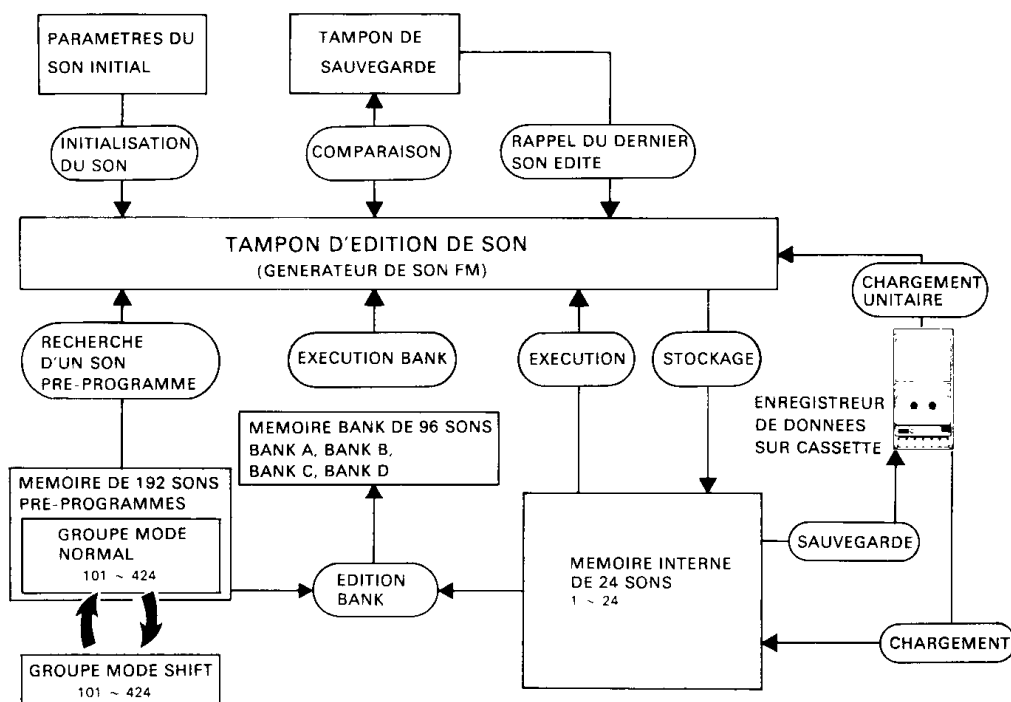 PARAMETRES DU
SON INITIAL
TAMPON DE
SAUVEGARDE
INITIALISATION
DU SON
COMPARAISON
RAPPEL DU DERNIER
SON EDITE
TAMPON D'EDITION DE SON
(GENERATEUR DE SON FM)
CHARGEMENT
UNITAIRE
RECHERCHE
D'UN SON
PRE-PROGRAMME
EXECUTION BANK
EXECUTION
STOCKAGE
ENREGISTREUR
DE DONNEES
SUR CASSETTE
MEMOIRE BANK DE 96 SONS
BANK A, BANK B,
BANK C, BANK D
MEMOIRE DE 192 SONS
PRE-PROGRAMMES
GROUPE MODE
NORMAL
101 ~ 424
EDITION
BANK
MEMOIRE INTERNE
DE 24 SONS
1 ~ 24
SAUVEGARDE
CHARGEMENT
GROUPE MODE SHIFT
101 ~ 424